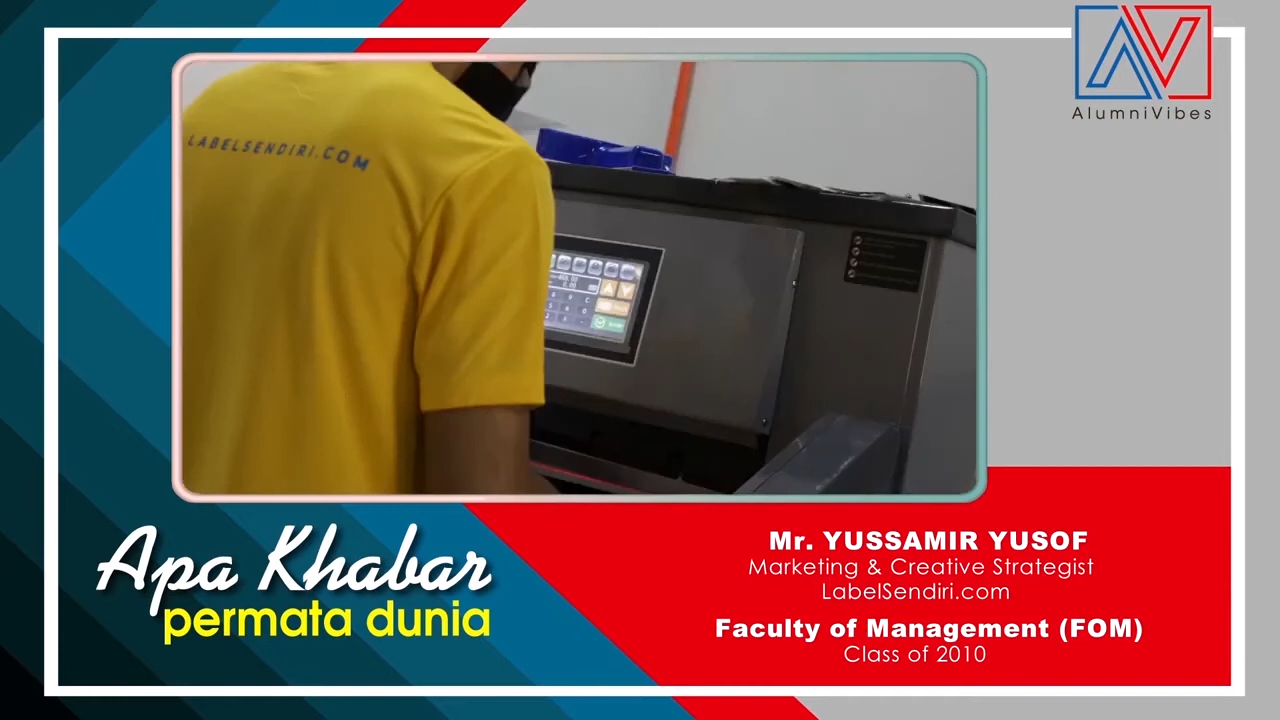 AV
AlumniVibes
LABELSENDIRI.COM
Apa Khabar
permata dunia
Mr. YUSSAMIR YUSOF
Marketing & Creative Strategist
LabelSendiri.com
Faculty of Management (FOM)
Class of 2010